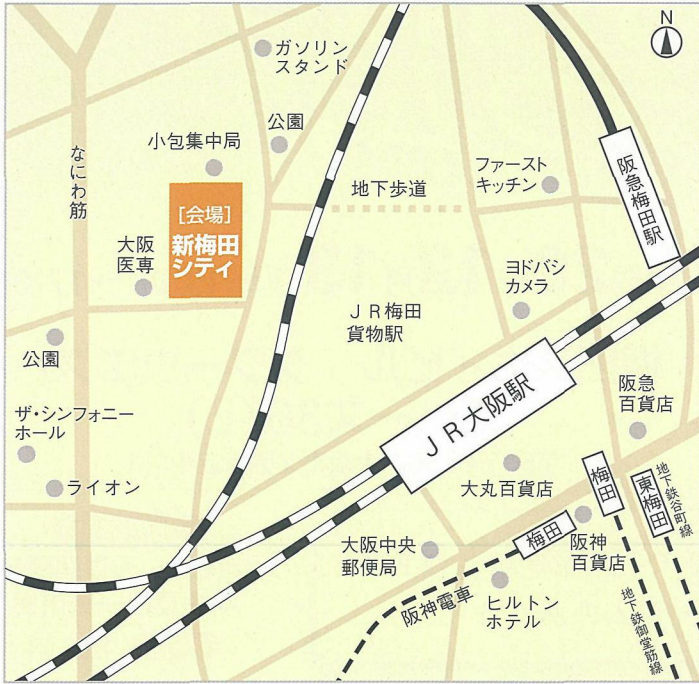 N
ガソリン
スタンド
公園
小包集中局
なにわ筋
[会場]
新梅田
シティ
大阪
医専
地下歩道
ファースト
キッチン
阪急梅田駅
ヨドバシ
カメラ
JR梅田
貨物駅
公園
ザ・シンフォニー
ホール
ライオン
JR大阪駅
阪急
百貨店
大丸百貨店
梅田
東梅田
地下鉄谷町線
梅田
阪神
百貨店
大阪中央
郵便局
阪神電車
ヒルトン
ホテル
地下鉄御堂筋線